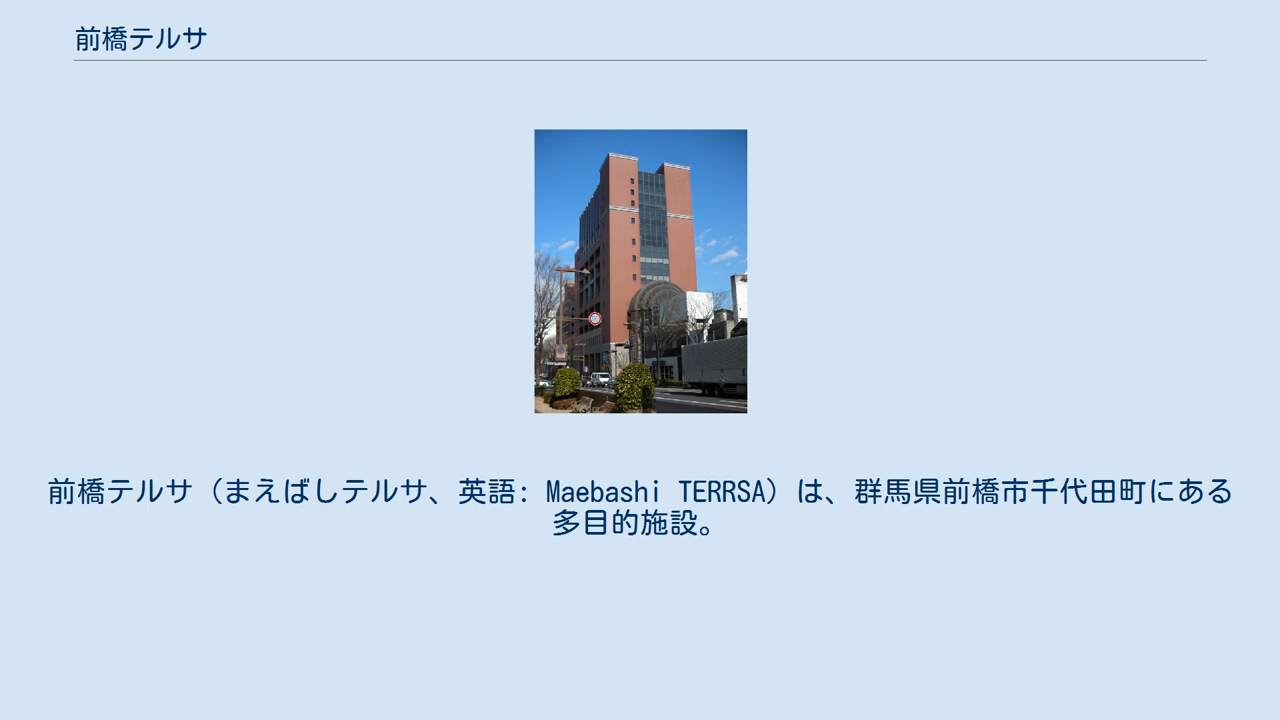 前橋テルサ
前橋テルサ（まえばしテルサ、英語: Maebashi TERRSA）は、群馬県前橋市千代田町にある
多目的施設。